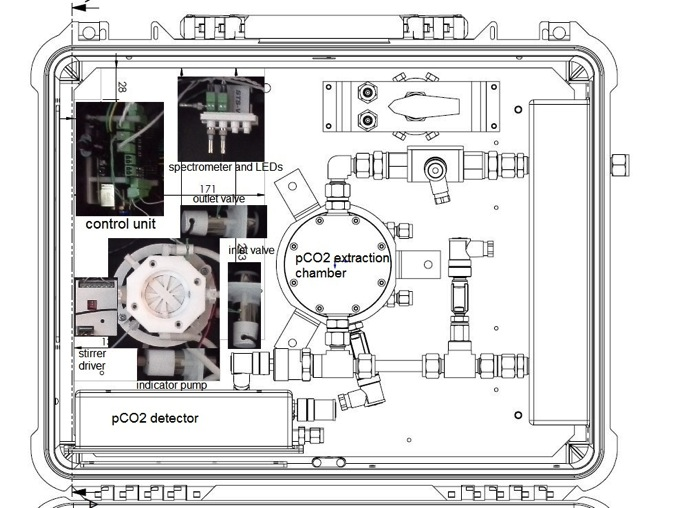 28
STS-V
spectrometer and LEDs
171
outlet valve
control unit
inlet valve
pCO2 extraction
chamber
stirrer
driver
indicator pump
pCO2 detector